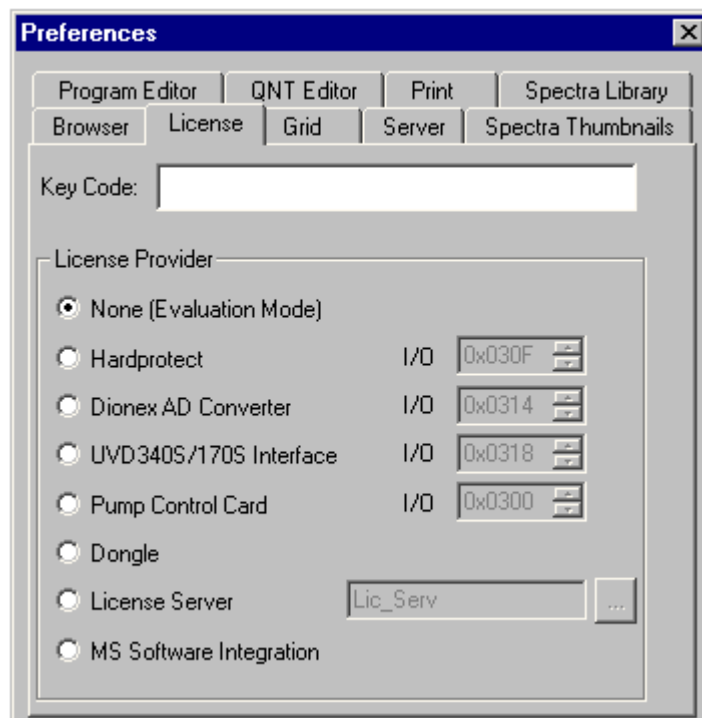 Preferences
Program Editor QNT Editor Print Spectra Library
Browser License Grid Server Spectra Thumbnails
Key Code:
License Provider
None (Evaluation Mode)
Hardprotect I/O 0x030F
Dionex AD Converter I/O 0x0314
UVD340S/170S Interface I/O 0x0318
Pump Control Card I/O 0x0300
Dongle
License Server Lic_Serv ...
MS Software Integration